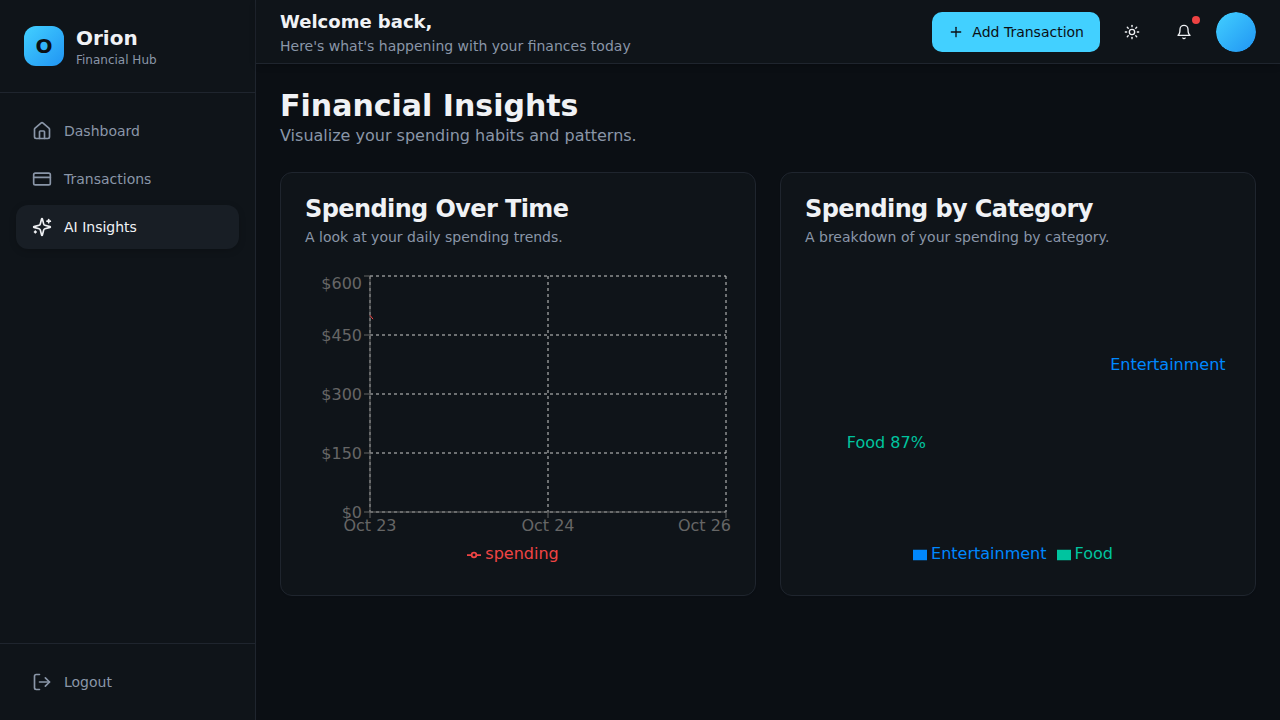 O
Orion
Financial Hub
Dashboard
Transactions
AI Insights
Logout
Welcome back,
Here's what's happening with your finances today
Add Transaction
Financial Insights
Visualize your spending habits and patterns.
Spending Over Time
A look at your daily spending trends.
$600
$450
$300
$150
$0
Oct 23 Oct 24 Oct 26
spending
Spending by Category
A breakdown of your spending by category.
Entertainment
Food 87%
Entertainment Food